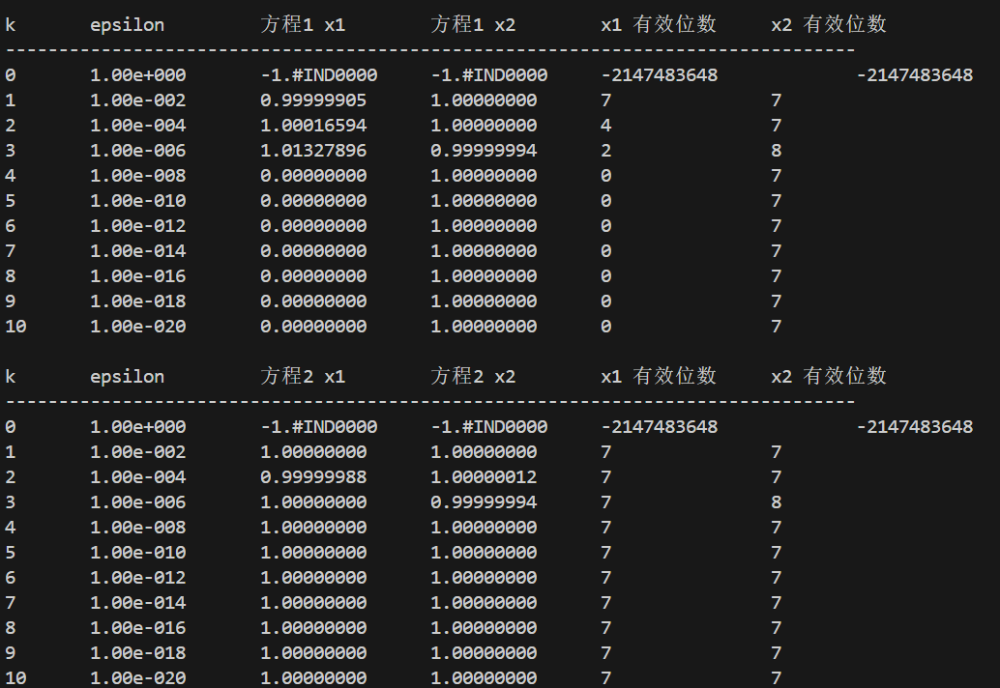 k epsilon 方程1 x1 方程1 x2 x1 有效位数 x2 有效位数
--------------------------------------------------------------------------------
0 1.00e+000 -1.#IND0000 -1.#IND0000 -2147483648 -2147483648
1 1.00e-002 0.99999905 1.00000000 7 7
2 1.00e-004 1.00016594 1.00000000 4 7
3 1.00e-006 1.01327896 0.99999994 2 8
4 1.00e-008 0.00000000 1.00000000 0 7
5 1.00e-010 0.00000000 1.00000000 0 7
6 1.00e-012 0.00000000 1.00000000 0 7
7 1.00e-014 0.00000000 1.00000000 0 7
8 1.00e-016 0.00000000 1.00000000 0 7
9 1.00e-018 0.00000000 1.00000000 0 7
10 1.00e-020 0.00000000 1.00000000 0 7
k epsilon 方程2 x1 方程2 x2 x1 有效位数 x2 有效位数
--------------------------------------------------------------------------------
0 1.00e+000 -1.#IND0000 -1.#IND0000 -2147483648 -2147483648
1 1.00e-002 1.00000000 1.00000000 7 7
2 1.00e-004 0.99999988 1.00000012 7 7
3 1.00e-006 1.00000000 0.99999994 7 8
4 1.00e-008 1.00000000 1.00000000 7 7
5 1.00e-010 1.00000000 1.00000000 7 7
6 1.00e-012 1.00000000 1.00000000 7 7
7 1.00e-014 1.00000000 1.00000000 7 7
8 1.00e-016 1.00000000 1.00000000 7 7
9 1.00e-018 1.00000000 1.00000000 7 7
10 1.00e-020 1.00000000 1.00000000 7 7